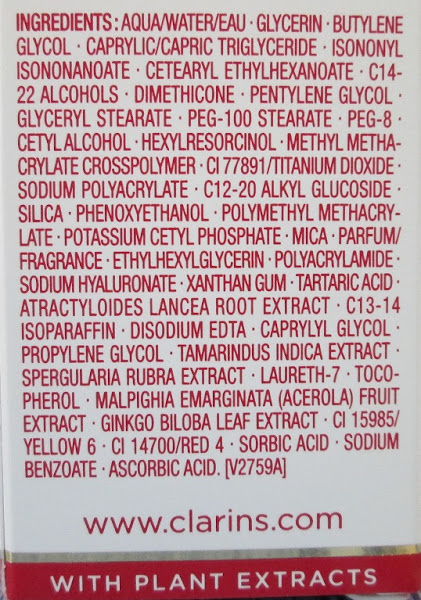 INGREDIENTS: AQUA/WATER/EAU · GLYCERIN · BUTYLENE
GLYCOL · CAPRYLIC/CAPRIC TRIGLYCERIDE · ISONONYL
ISONONANOATE · CETEARYL ETHYLHEXANOATE · C14-
22 ALCOHOLS · DIMETHICONE · PENTYLENE GLYCOL ·
GLYCERYL STEARATE · PEG-100 STEARATE · PEG-8 ·
CETYL ALCOHOL · HEXYLRESORCINOL · METHYL METHA-
CRYLATE CROSSPOLYMER · CI 77891/TITANIUM DIOXIDE ·
SODIUM POLYACRYLATE · C12-20 ALKYL GLUCOSIDE ·
SILICA · PHENOXYETHANOL · POLYMETHYL METHACRY-
LATE · POTASSIUM CETYL PHOSPHATE · MICA · PARFUM/
FRAGRANCE · ETHYLHEXYLGLYCERIN · POLYACRYLAMIDE ·
SODIUM HYALURONATE · XANTHAN GUM · TARTARIC ACID ·
ATRACTYLOIDES LANCEA ROOT EXTRACT · C13-14
ISOPARAFFIN · DISODIUM EDTA · CAPRYLYL GLYCOL ·
PROPYLENE GLYCOL · TAMARINDUS INDICA EXTRACT ·
SPERGULARIA RUBRA EXTRACT · LAURETH-7 · TOCO-
PHEROL · MALPIGHIA EMARGINATA (ACEROLA) FRUIT
EXTRACT · GINKGO BILOBA LEAF EXTRACT · CI 15985/
YELLOW 6 · CI 14700/RED 4 · SORBIC ACID · SODIUM
BENZOATE · ASCORBIC ACID. [V2759A]
www.clarins.com
WITH PLANT EXTRACTS